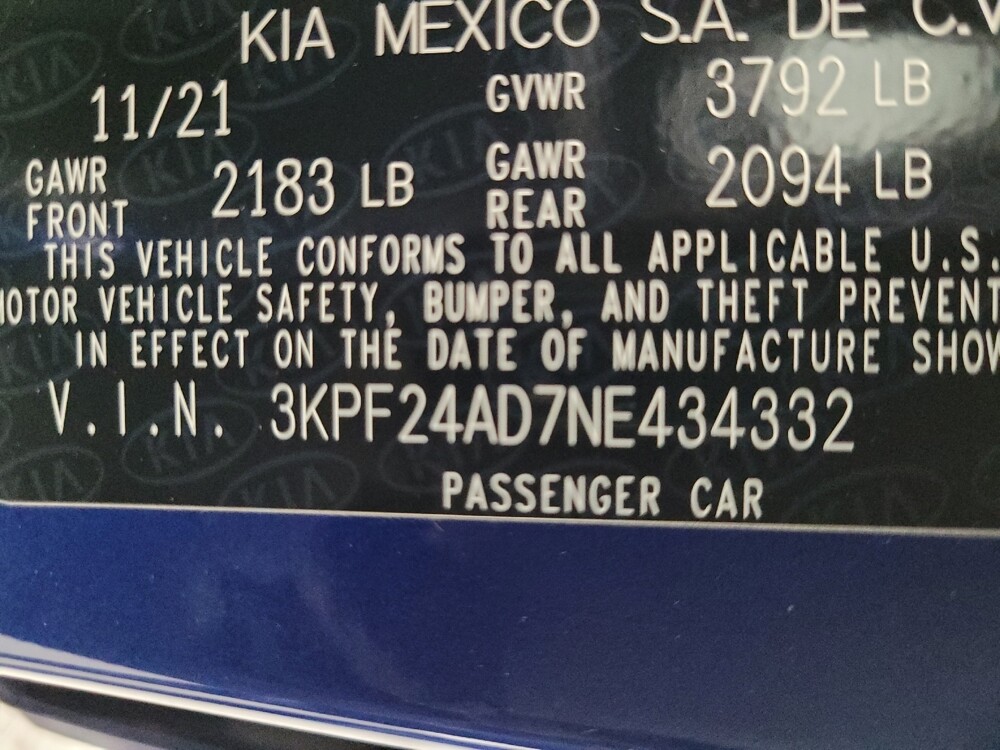 KIA MEXICO S.A. DE C.V
11/21 GVWR 3792 LB
GAWR FRONT 2183 LB GAWR REAR 2094 LB
THIS VEHICLE CONFORMS TO ALL APPLICABLE U.S.
MOTOR VEHICLE SAFETY, BUMPER, AND THEFT PREVENT
IN EFFECT ON THE DATE OF MANUFACTURE SHOW
V.I.N. 3KPF24AD7NE434332
PASSENGER CAR